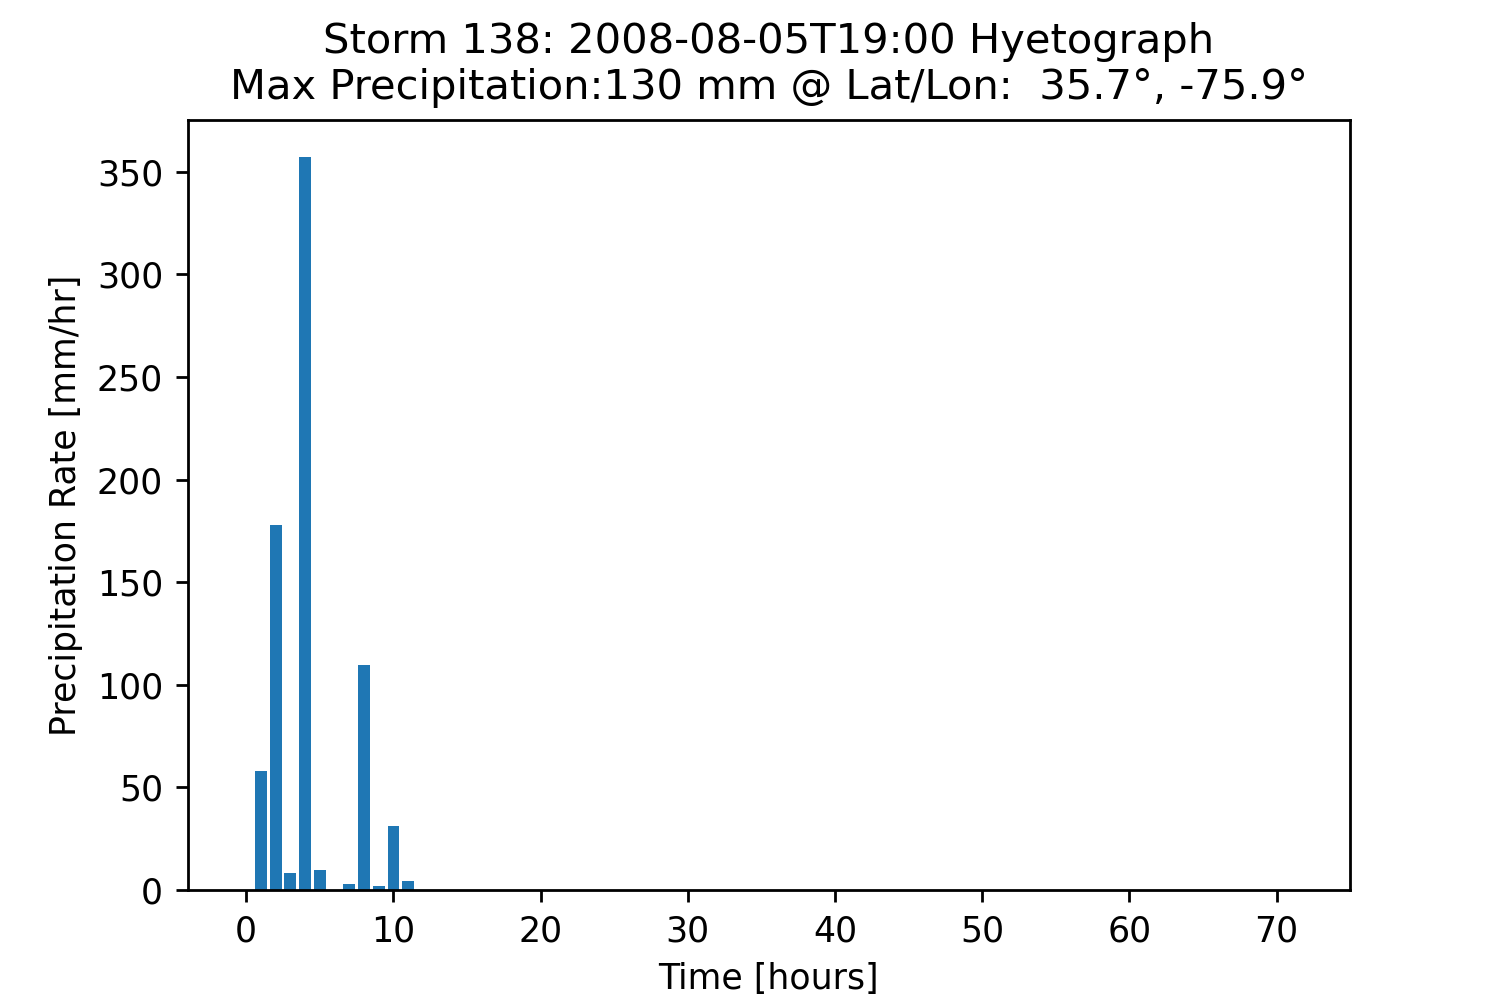 Storm 138: 2008-08-05T19:00 Hyetograph
Max Precipitation:130 mm @ Lat/Lon:  35.7°, -75.9°
350
300
250
200
150
100
50
0
Precipitation Rate [mm/hr]
0 10 20 30 40 50 60 70
Time [hours]